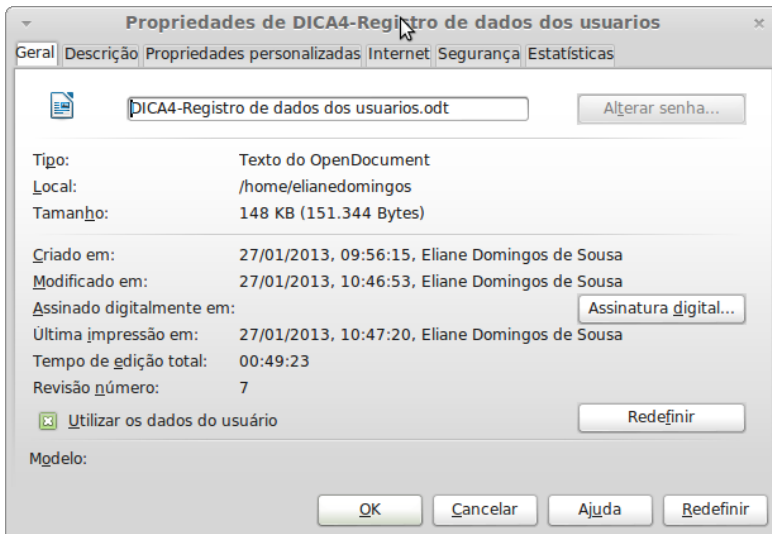 Propriedades de DICA4-Registro de dados dos usuarios
Geral Descrição Propriedades personalizadas Internet Segurança Estatísticas
DICA4-Registro de dados dos usuarios.odt Alterar senha...
Tipo: Texto do OpenDocument
Local: /home/elianedomingos
Tamanho: 148 KB (151.344 Bytes)
Criado em: 27/01/2013, 09:56:15, Eliane Domingos de Sousa
Modificado em: 27/01/2013, 10:46:53, Eliane Domingos de Sousa
Assinado digitalmente em: Assinatura digital...
Última impressão em: 27/01/2013, 10:47:20, Eliane Domingos de Sousa
Tempo de edição total: 00:49:23
Revisão número: 7
Utilizar os dados do usuário Redefinir
Modelo:
OK Cancelar Ajuda Redefinir